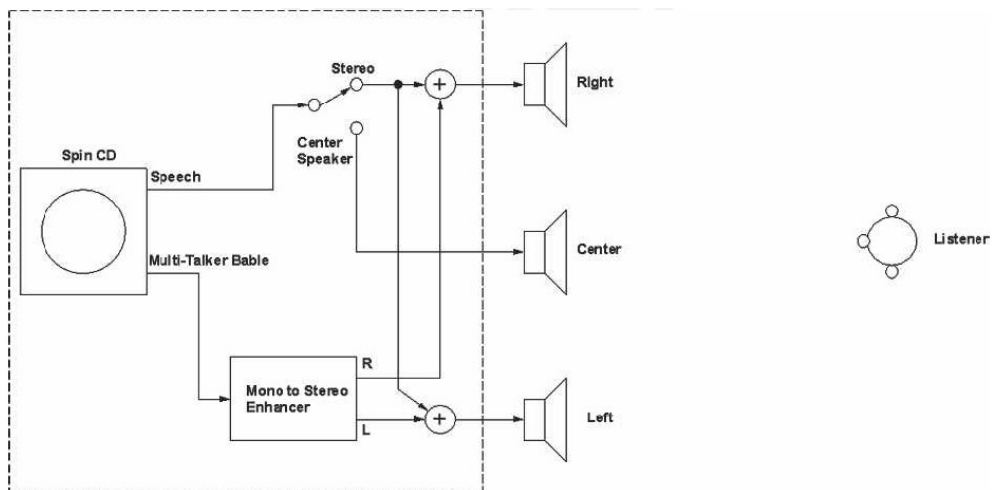 Stereo
Right
+
Center
Speaker
Spin CD
Speech
Center
Listener
Multi-Talker Bable
Mono to Stereo
Enhancer
R
L
+
Left